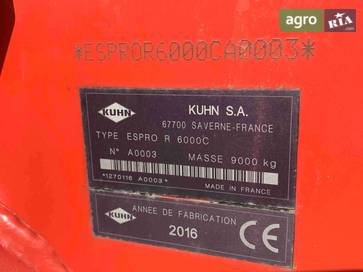 agro RIA.com
*ESPROR6000CA0003*
KUHN
KUHN S.A.
67700 SAVERNE-FRANCE
TYPE ESPRO R 6000C
N° A0003 MASSE 9000 kg
*1270116 A0003*
MADE IN FRANCE
KUHN
ANNEE DE FABRICATION
2016
CE